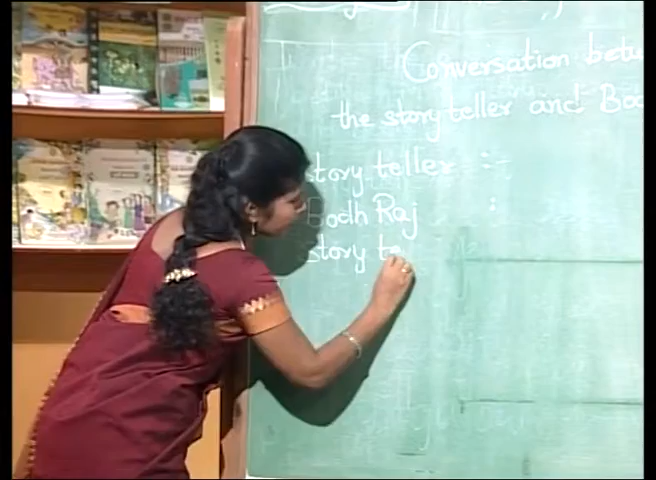 Conversation betw
the story teller and Bo
Story teller :
Bodh Raj :
Story te